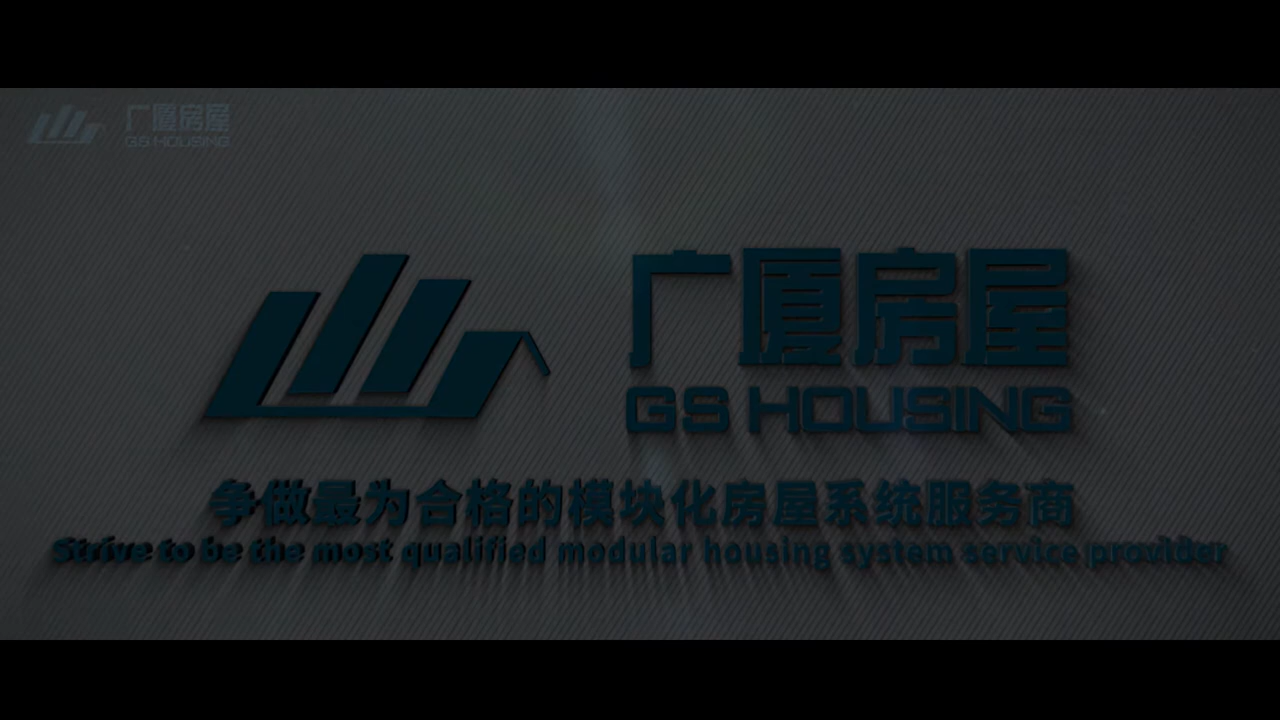 广厦房屋
GS HOUSING
广厦房屋
GS HOUSING
争做最为合格的模块化房屋系统服务商
Strive to be the most qualified modular housing system service provider